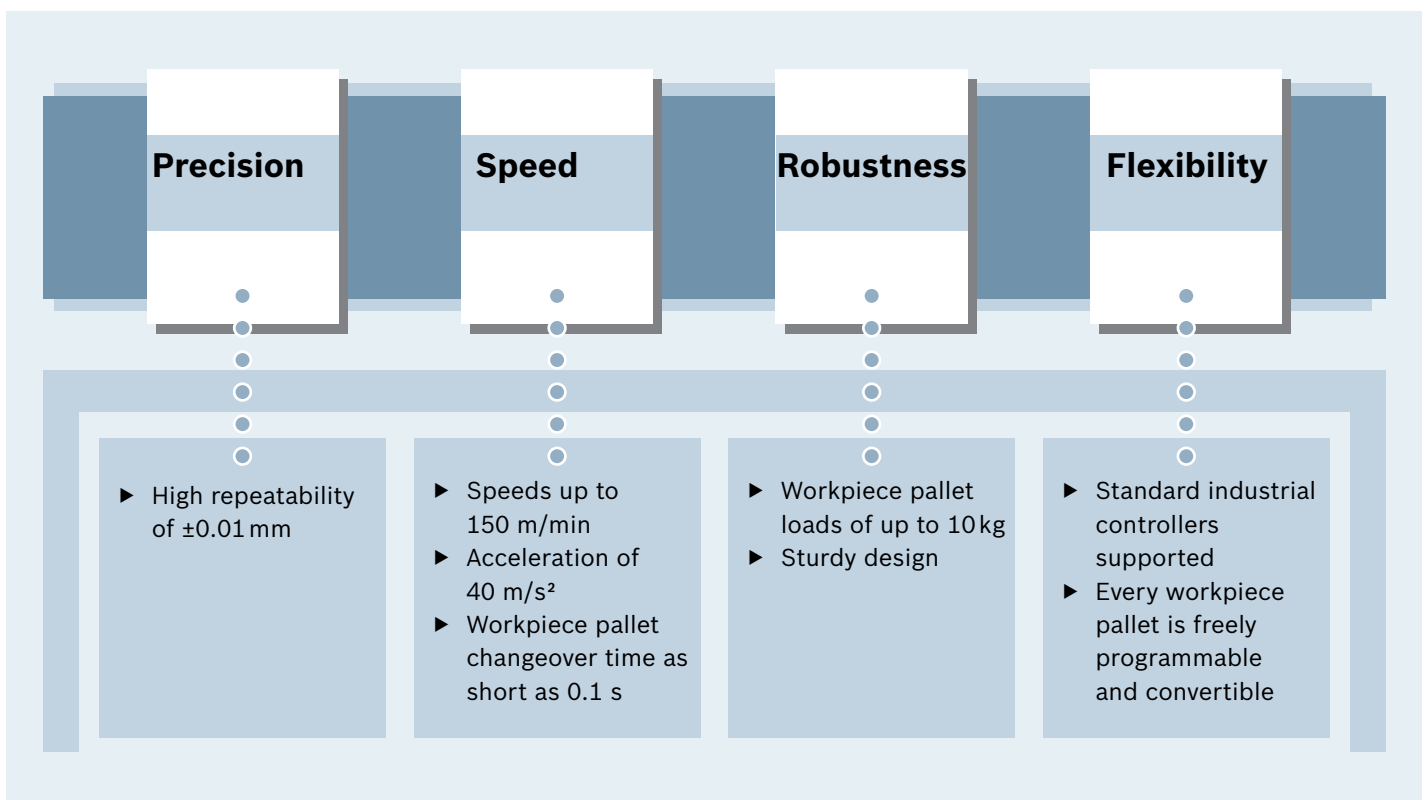 Precision
Speed
Robustness
Flexibility
▶ High repeatability
of ±0.01 mm
▶ Speeds up to
150 m/min
▶ Acceleration of
40 m/s²
▶ Workpiece pallet
changeover time as
short as 0.1 s
▶ Workpiece pallet
loads of up to 10 kg
▶ Sturdy design
▶ Standard industrial
controllers
supported
▶ Every workpiece
pallet is freely
programmable
and convertible